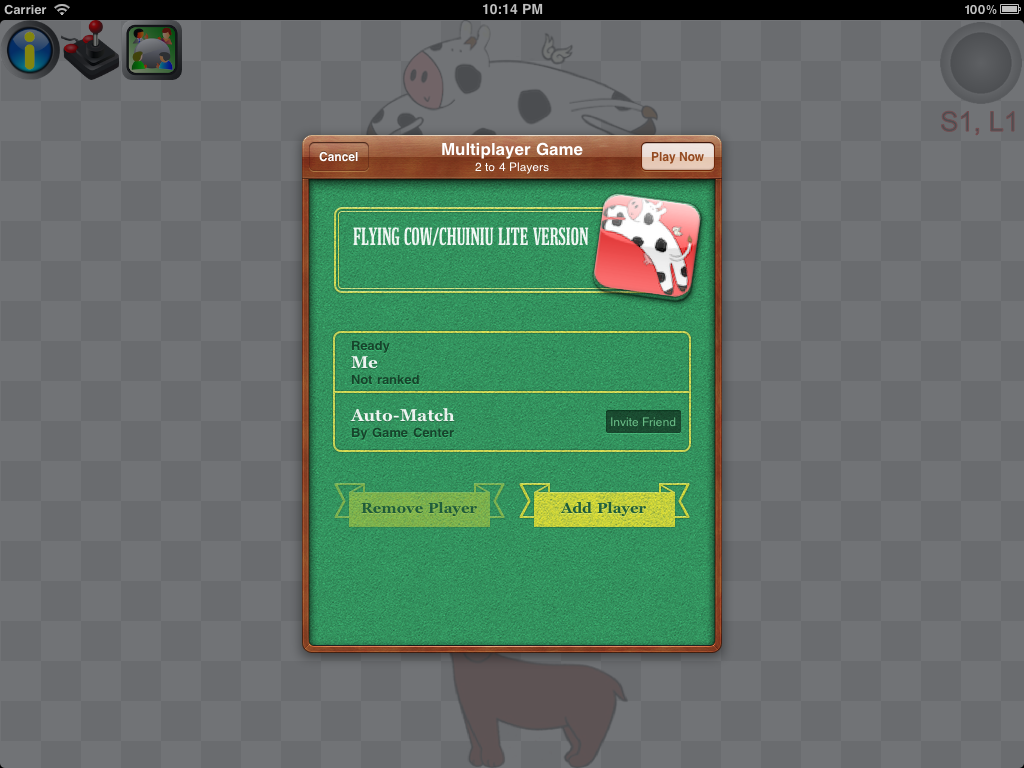 Carrier 10:14 PM 100%
S1, L1
Cancel Multiplayer Game Play Now
2 to 4 Players
FLYING COW/CHUINIU LITE VERSION
Ready
Me
Not ranked
Auto-Match
By Game Center
Invite Friend
Remove Player Add Player